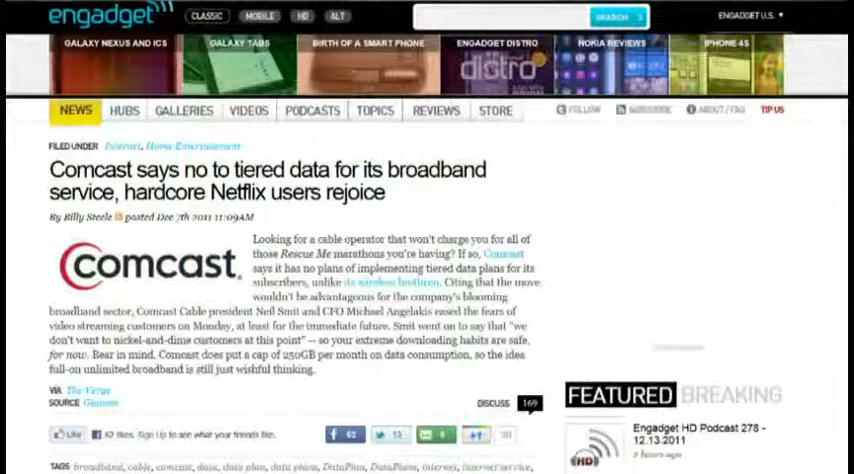 engadget
CLASSIC MOBILE HD ALT
SEARCH
ENGADGET U.S.
GALAXY NEXUS AND ICS GALAXY TABS BIRTH OF A SMART PHONE ENGADGET DISTRO NOKIA REVIEWS IPHONE 4S
distro
NEWS HUBS GALLERIES VIDEOS PODCASTS TOPICS REVIEWS STORE FOLLOW SUBSCRIBE ABOUT / FAQ TIP US
FILED UNDER Internet, Home Entertainment
Comcast says no to tiered data for its broadband
service, hardcore Netflix users rejoice
By Billy Steele posted Dec 7th 2011 11:09AM
comcast.
Looking for a cable operator that won't charge you for all of
those Rescue Me marathons you're having? If so, Comcast
says it has no plans of implementing tiered data plans for its
subscribers, unlike its wireless brethren. Citing that the move
wouldn't be advantageous for the company's blooming
broadband sector, Comcast Cable president Neil Smit and CFO Michael Angelakis eased the fears of
video streaming customers on Monday, at least for the immediate future. Smit went on to say that "we
don't want to nickel-and-dime customers at this point" -- so your extreme downloading habits are safe,
for now. Bear in mind, Comcast does put a cap of 250GB per month on data consumption, so the idea
full-on unlimited broadband is still just wishful thinking.
VIA The Verge
SOURCE
DISCUSS 169
Like 62 likes. Sign Up to see what your friends like.
62 13
FEATURED BREAKING
Engadget HD Podcast 278 -
12.13.2011
2 hours ago
HD
TAGS broadband, cable, comcast, data, data plan, data plans, DataPlan, DataPlans, internet, internet service,